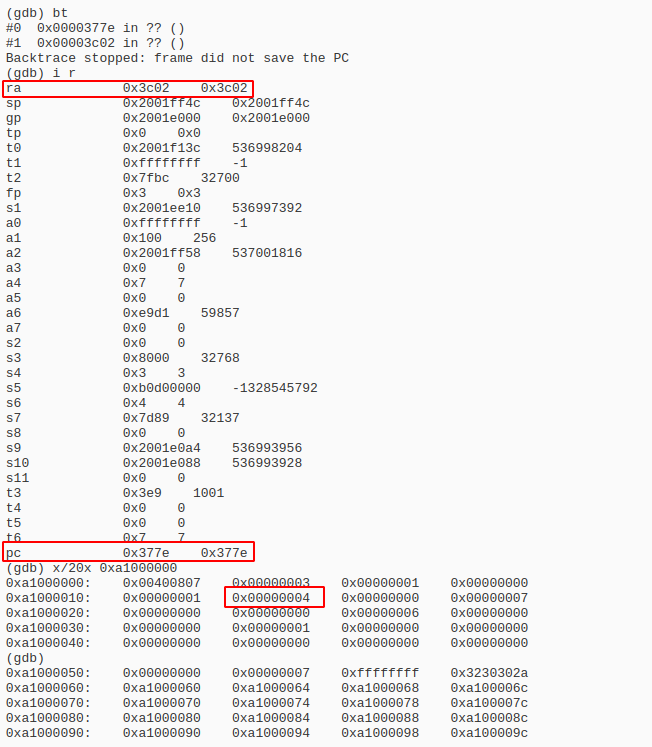 (gdb) bt
#0  0x0000377e in ?? ()
#1  0x00003c02 in ?? ()
Backtrace stopped: frame did not save the PC
(gdb) i r
ra             0x3c02    0x3c02
sp             0x2001ff4c    0x2001ff4c
gp             0x2001e000    0x2001e000
tp             0x0    0x0
t0             0x2001f13c    536998204
t1             0xffffffff    -1
t2             0x7fbc    32700
fp             0x3    0x3
s1             0x2001ee10    536997392
a0             0xffffffff    -1
a1             0x100    256
a2             0x2001ff58    537001816
a3             0x0    0
a4             0x7    7
a5             0x0    0
a6             0xe9d1    59857
a7             0x0    0
s2             0x0    0
s3             0x8000    32768
s4             0x3    3
s5             0xb0d00000    -1328545792
s6             0x4    4
s7             0x7d89    32137
s8             0x0    0
s9             0x2001e0a4    536993956
s10            0x2001e088    536993928
s11            0x0    0
t3             0x3e9    1001
t4             0x0    0
t5             0x0    0
t6             0x7    7
pc             0x377e    0x377e
(gdb) x/20x 0xa1000000
0xa1000000:    0x00400807    0x00000003    0x00000001    0x00000000
0xa1000010:    0x00000001    0x00000004    0x00000000    0x00000007
0xa1000020:    0x00000000    0x00000000    0x00000006    0x00000000
0xa1000030:    0x00000000    0x00000001    0x00000000    0x00000000
0xa1000040:    0x00000000    0x00000000    0x00000000    0x00000000
(gdb)
0xa1000050:    0x00000000    0x00000007    0xffffffff    0x3230302a
0xa1000060:    0xa1000060    0xa1000064    0xa1000068    0xa100006c
0xa1000070:    0xa1000070    0xa1000074    0xa1000078    0xa100007c
0xa1000080:    0xa1000080    0xa1000084    0xa1000088    0xa100008c
0xa1000090:    0xa1000090    0xa1000094    0xa1000098    0xa100009c